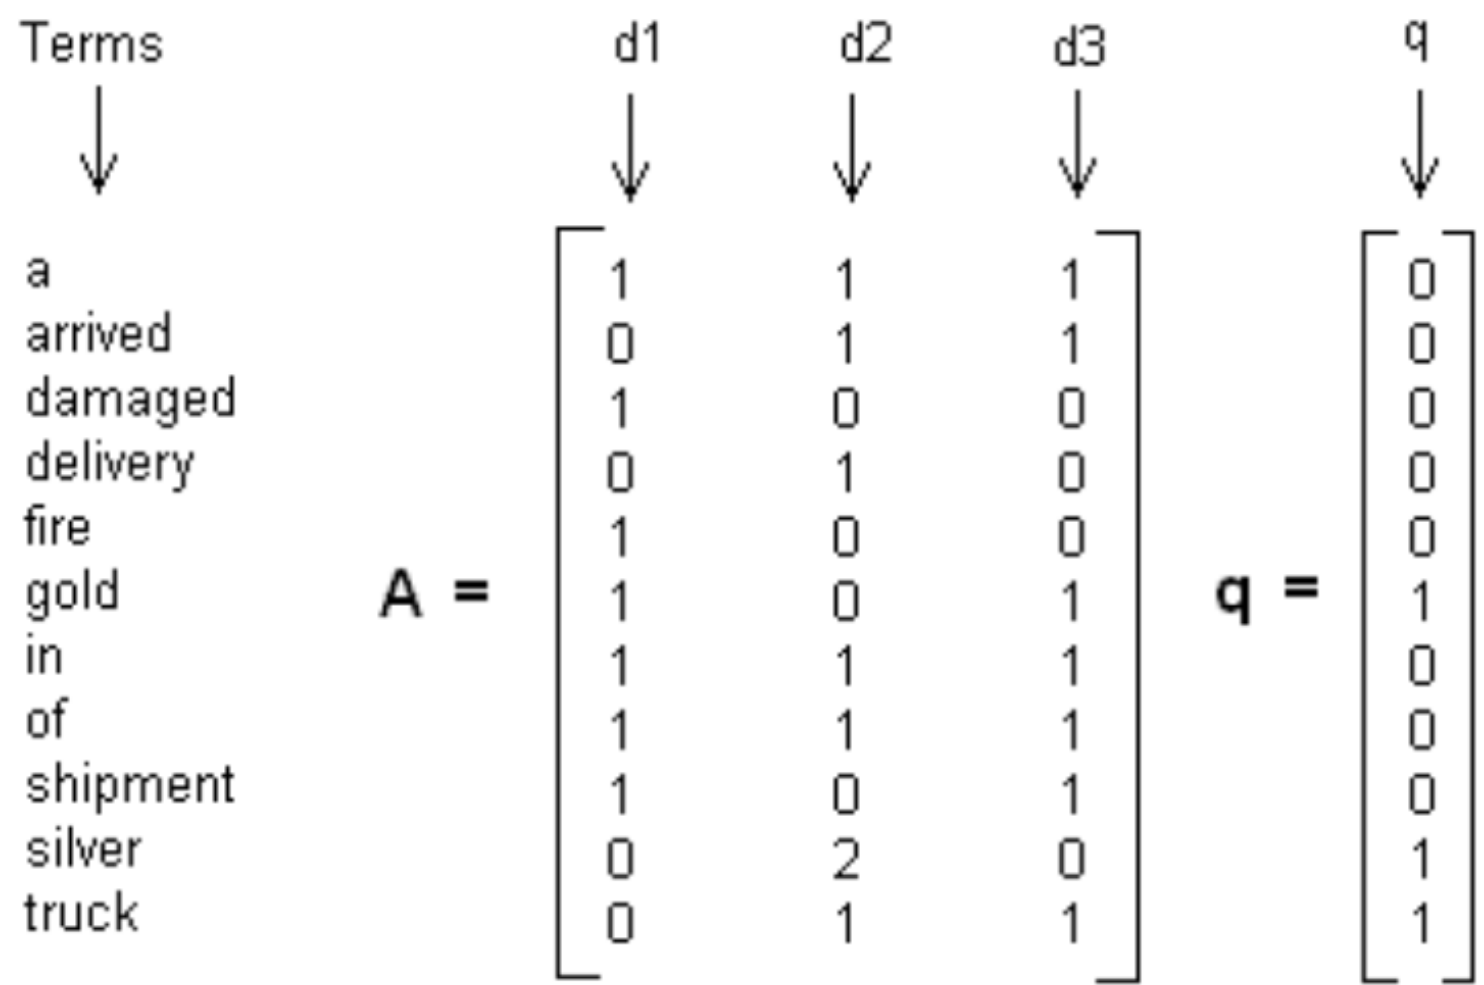 Terms d1 d2 d3 q
a 1 1 1 0
arrived 0 1 1 0
damaged 1 0 0 0
delivery 0 1 0 0
fire 1 0 0 0
gold A = 1 0 1 q = 1
in 1 1 1 0
of 1 1 1 0
shipment 1 0 1 0
silver 0 2 0 1
truck 0 1 1 1